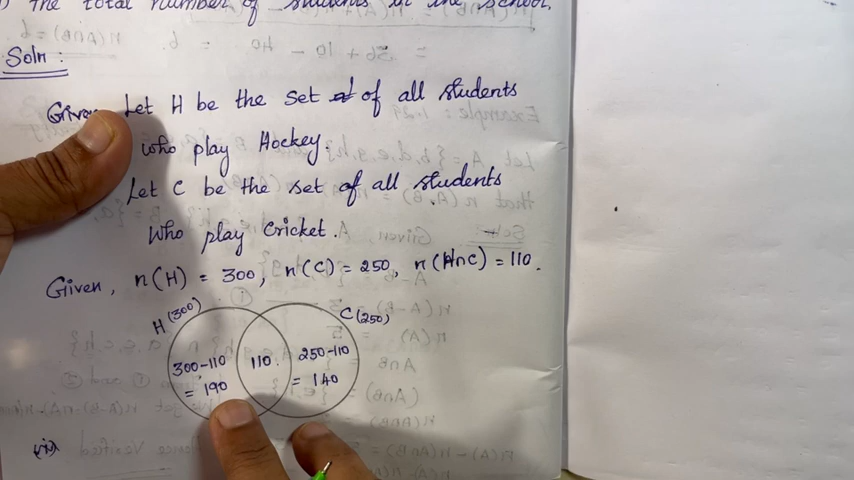 the total number of students in the school.
Soln :
Given Let H be the set of of all students
who play Hockey.
Let C be the set of all students
who play cricket.
Given, n(H) = 300, n(C) = 250, n(H∩C) = 110.
H(300) C(250)
300-110 110. 250-110
= 190 = 140